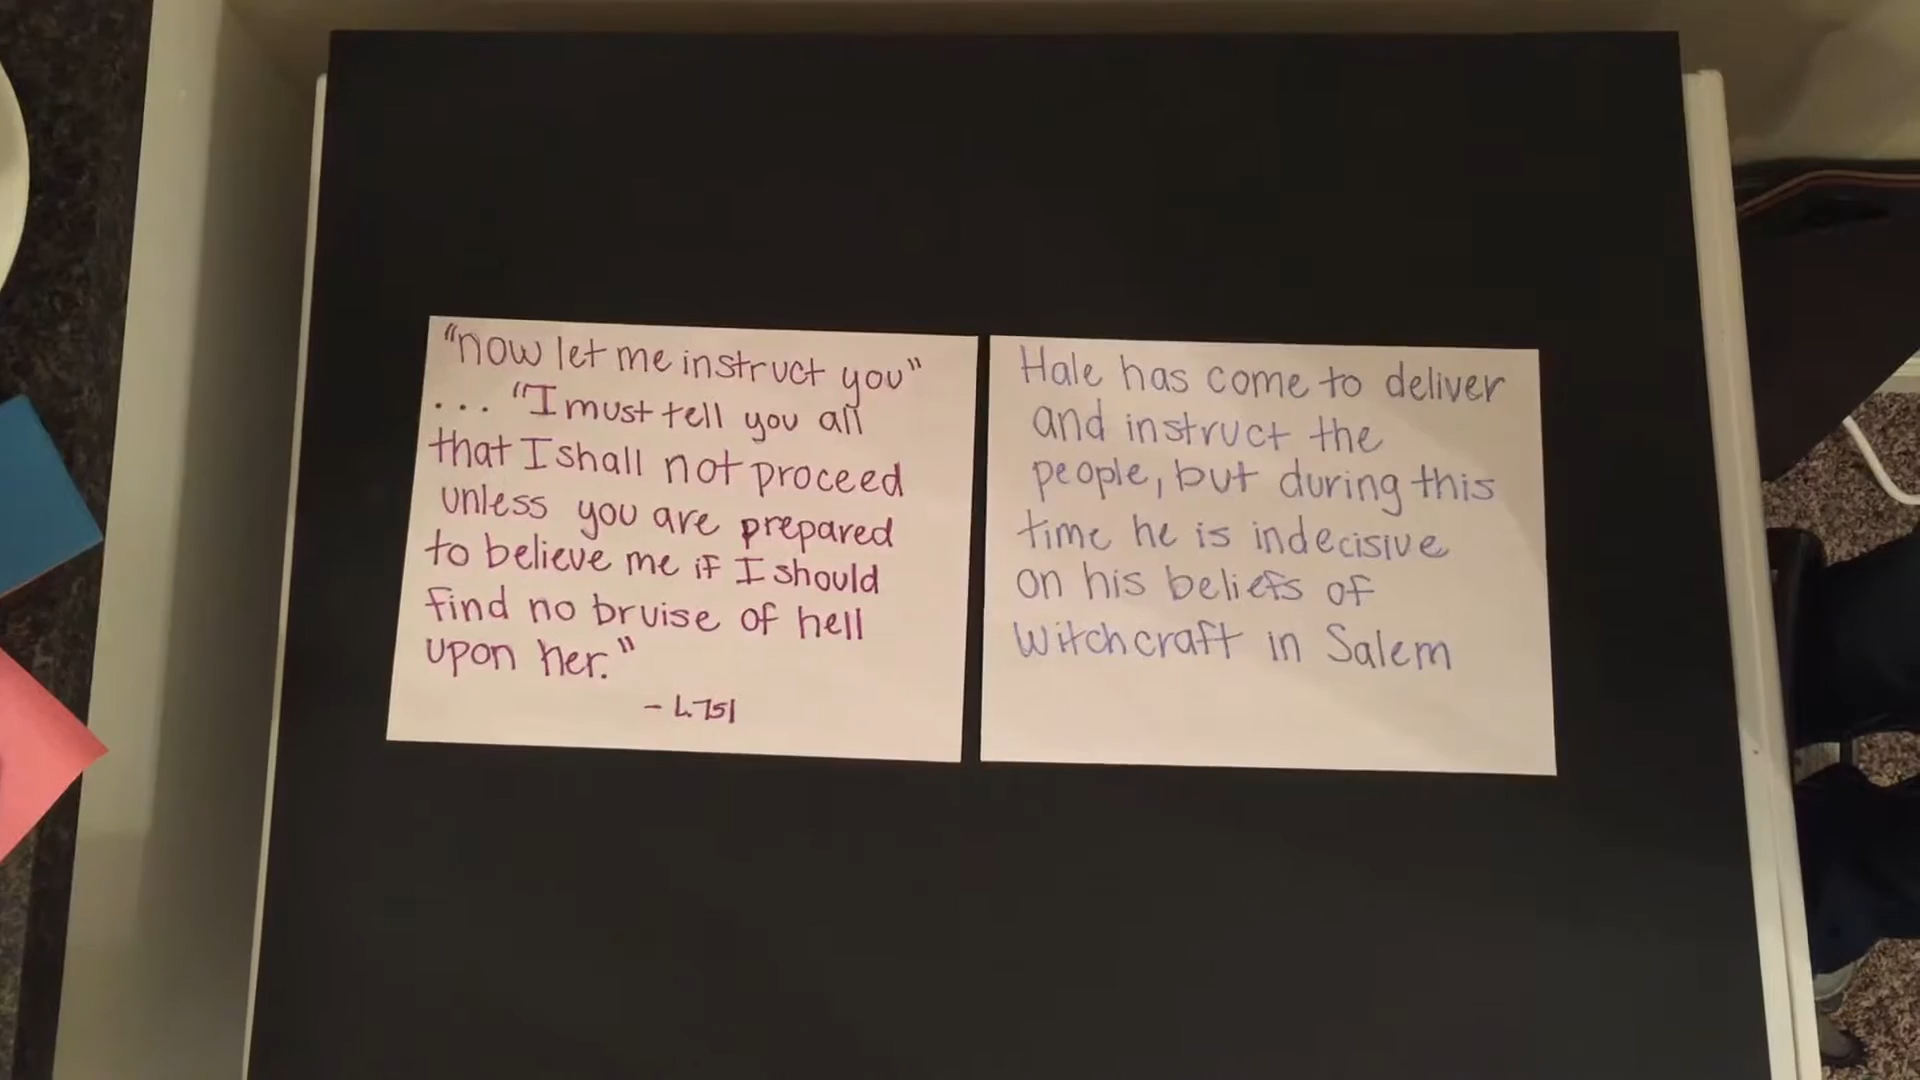 "now let me instruct you"
... "I must tell you all
that I shall not proceed
unless you are prepared
to believe me if I should
find no bruise of hell
upon her."
- L.751
Hale has come to deliver
and instruct the
people, but during this
time he is indecisive
on his beliefs of
Witchcraft in Salem